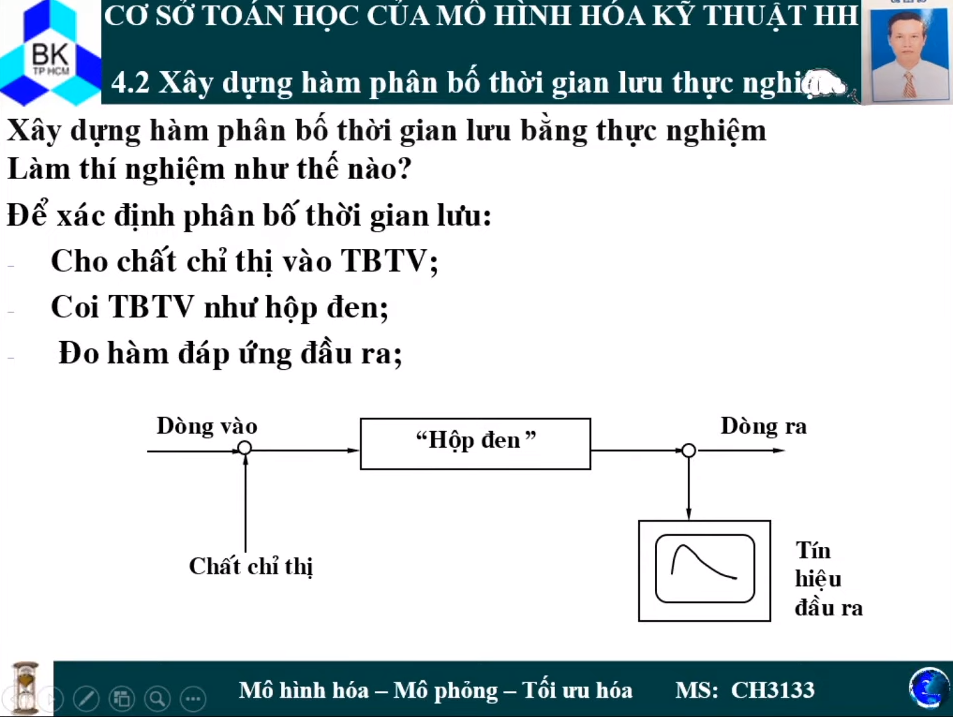 CƠ SỞ TOÁN HỌC CỦA MÔ HÌNH HÓA KỸ THUẬT HH
BK
TP HCM
4.2 Xây dựng hàm phân bố thời gian lưu thực nghiệm
Xây dựng hàm phân bố thời gian lưu bằng thực nghiệm
Làm thí nghiệm như thế nào?
Để xác định phân bố thời gian lưu:
- Cho chất chỉ thị vào TBTV;
- Coi TBTV như hộp đen;
- Đo hàm đáp ứng đầu ra;
Dòng vào
“Hộp đen”
Dòng ra
Chất chỉ thị
Tín
hiệu
đầu ra
Mô hình hóa – Mô phỏng – Tối ưu hóa MS: CH3133